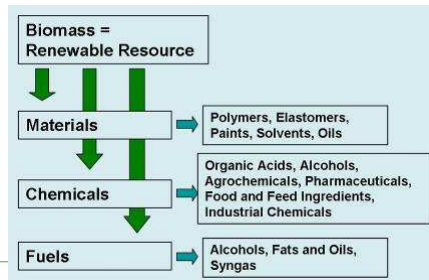 Biomass =
Renewable Resource
Materials
Polymers, Elastomers,
Paints, Solvents, Oils
Chemicals
Organic Acids, Alcohols,
Agrochemicals, Pharmaceuticals,
Food and Feed Ingredients,
Industrial Chemicals
Fuels
Alcohols, Fats and Oils,
Syngas